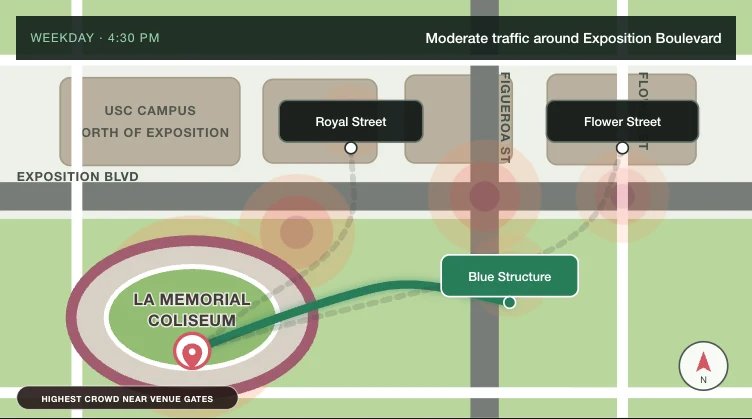 WEEKDAY · 4:30 PM
Moderate traffic around Exposition Boulevard
USC CAMPUS
ORTH OF EXPOSITION
Royal Street
FIGUEROA ST
Flower Street
EXPOSITION BLVD
Blue Structure
LA MEMORIAL
COLISEUM
N
HIGHEST CROWD NEAR VENUE GATES